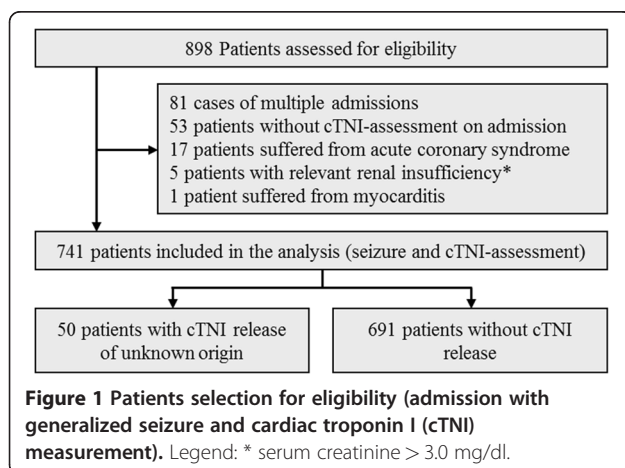 898 Patients assessed for eligibility
81 cases of multiple admissions
53 patients without cTNI-assessment on admission
17 patients suffered from acute coronary syndrome
5 patients with relevant renal insufficiency*
1 patient suffered from myocarditis
741 patients included in the analysis (seizure and cTNI-assessment)
50 patients with cTNI release
of unknown origin
691 patients without cTNI
release
Figure 1 Patients selection for eligibility (admission with
generalized seizure and cardiac troponin I (cTNI)
measurement). Legend: * serum creatinine > 3.0 mg/dl.